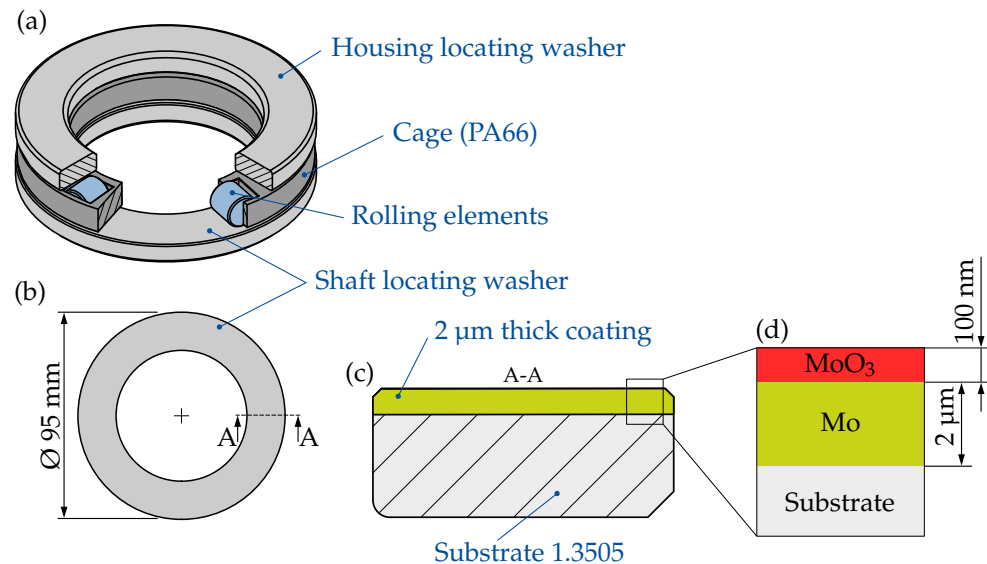 (a)
Housing locating washer
Cage (PA66)
Rolling elements
Shaft locating washer
(b)
Ø 95 mm
A
A
2 µm thick coating
(c)
A-A
Substrate 1.3505
(d)
100 nm
MoO₃
Mo
2 µm
Substrate